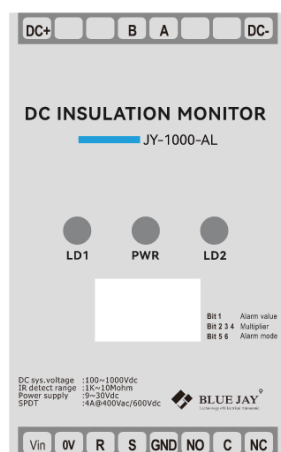 DC+ B A DC-
DC INSULATION MONITOR
JY-1000-AL
LD1 PWR LD2
Bit 1 Alarm value
Bit 2 3 4 Multiplier
Bit 5 6 Alarm mode
DC sys.voltage :100~1000Vdc
IR detect range :1K~10Mohm
Power supply :9~30Vdc
SPDT :4A@400Vac/600Vdc
BLUE JAY
Vin 0V R S GND NO C NC